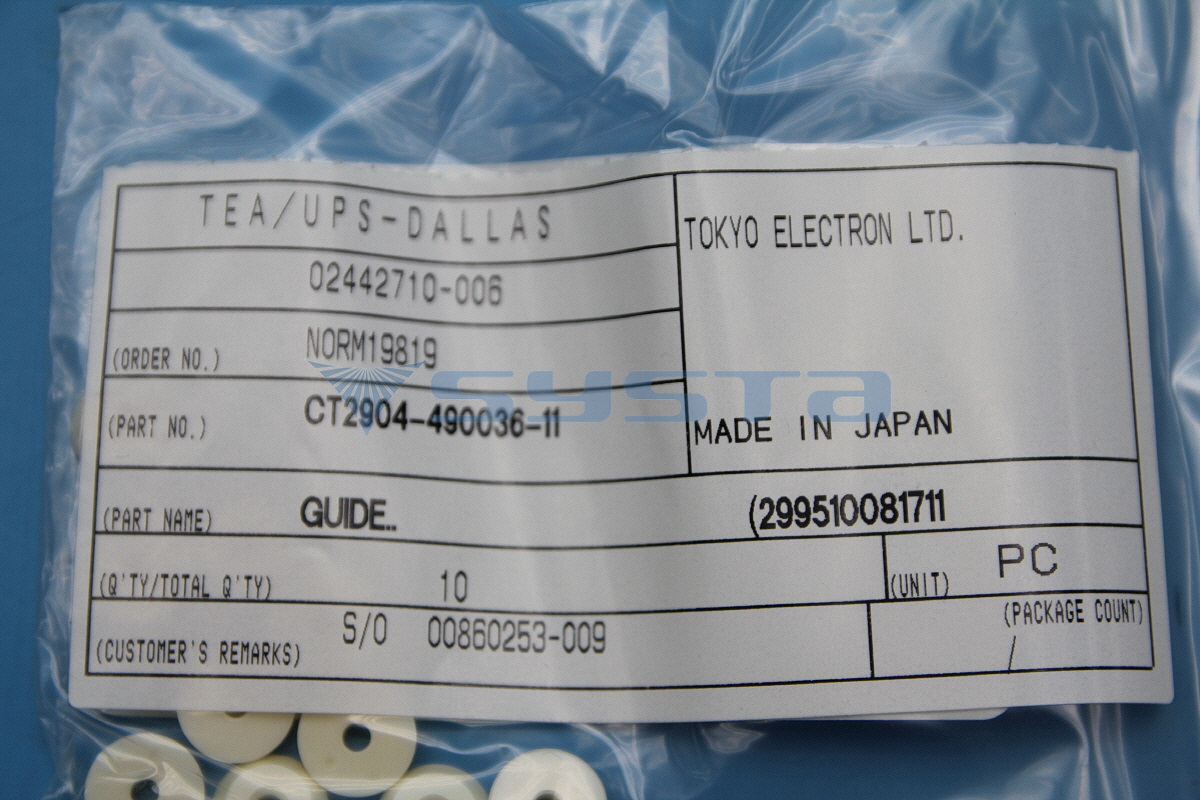 TEA/UPS-DALLAS
TOKYO ELECTRON LTD.
02442710-006
(ORDER NO.) NORM19819
(PART NO.) CT2904-490036-11
MADE IN JAPAN
(PART NAME) GUIDE.. (299510081711
(Q'TY/TOTAL Q'TY) 10
(UNIT) PC
(CUSTOMER'S REMARKS) S/O 00860253-009
(PACKAGE COUNT)
/
systa